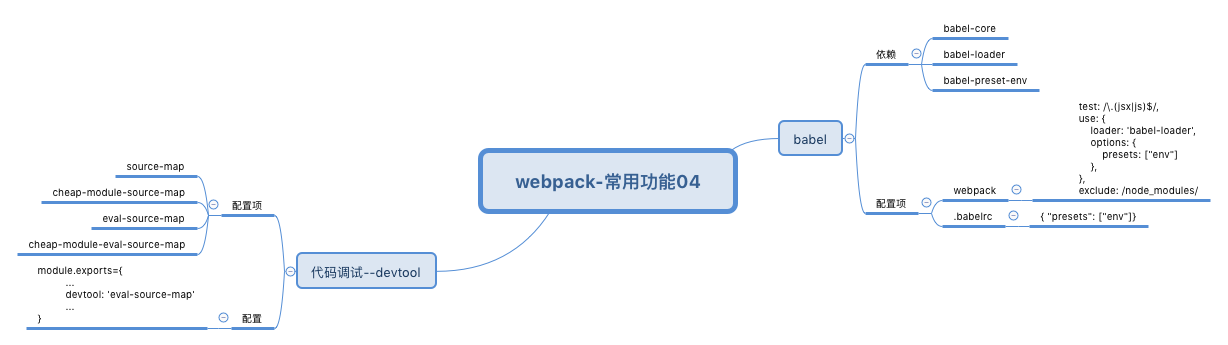 webpack-常用功能04
babel
依赖
babel-core
babel-loader
babel-preset-env
配置项
webpack
test: /\.(jsx|js)$/,
use: {
loader: 'babel-loader',
options: {
presets: ["env"]
},
},
exclude: /node_modules/
.babelrc
{ "presets": ["env"]}
代码调试--devtool
配置项
source-map
cheap-module-source-map
eval-source-map
cheap-module-eval-source-map
配置
module.exports={
...
devtool: 'eval-source-map'
...
}